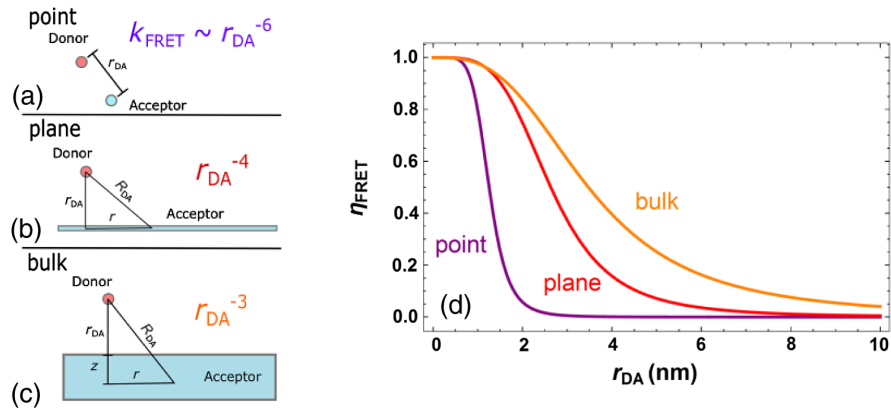 point
Donor
k_FRET ~ r_DA^-6
r_DA
Acceptor
(a)
plane
Donor
r_DA^-4
r_DA
R_DA
Acceptor
r
(b)
bulk
Donor
r_DA^-3
r_DA
R_DA
z
r
Acceptor
(c)
1.0
0.8
0.6
0.4
0.2
0.0
η_FRET
bulk
point
plane
(d)
0 2 4 6 8 10
r_DA (nm)